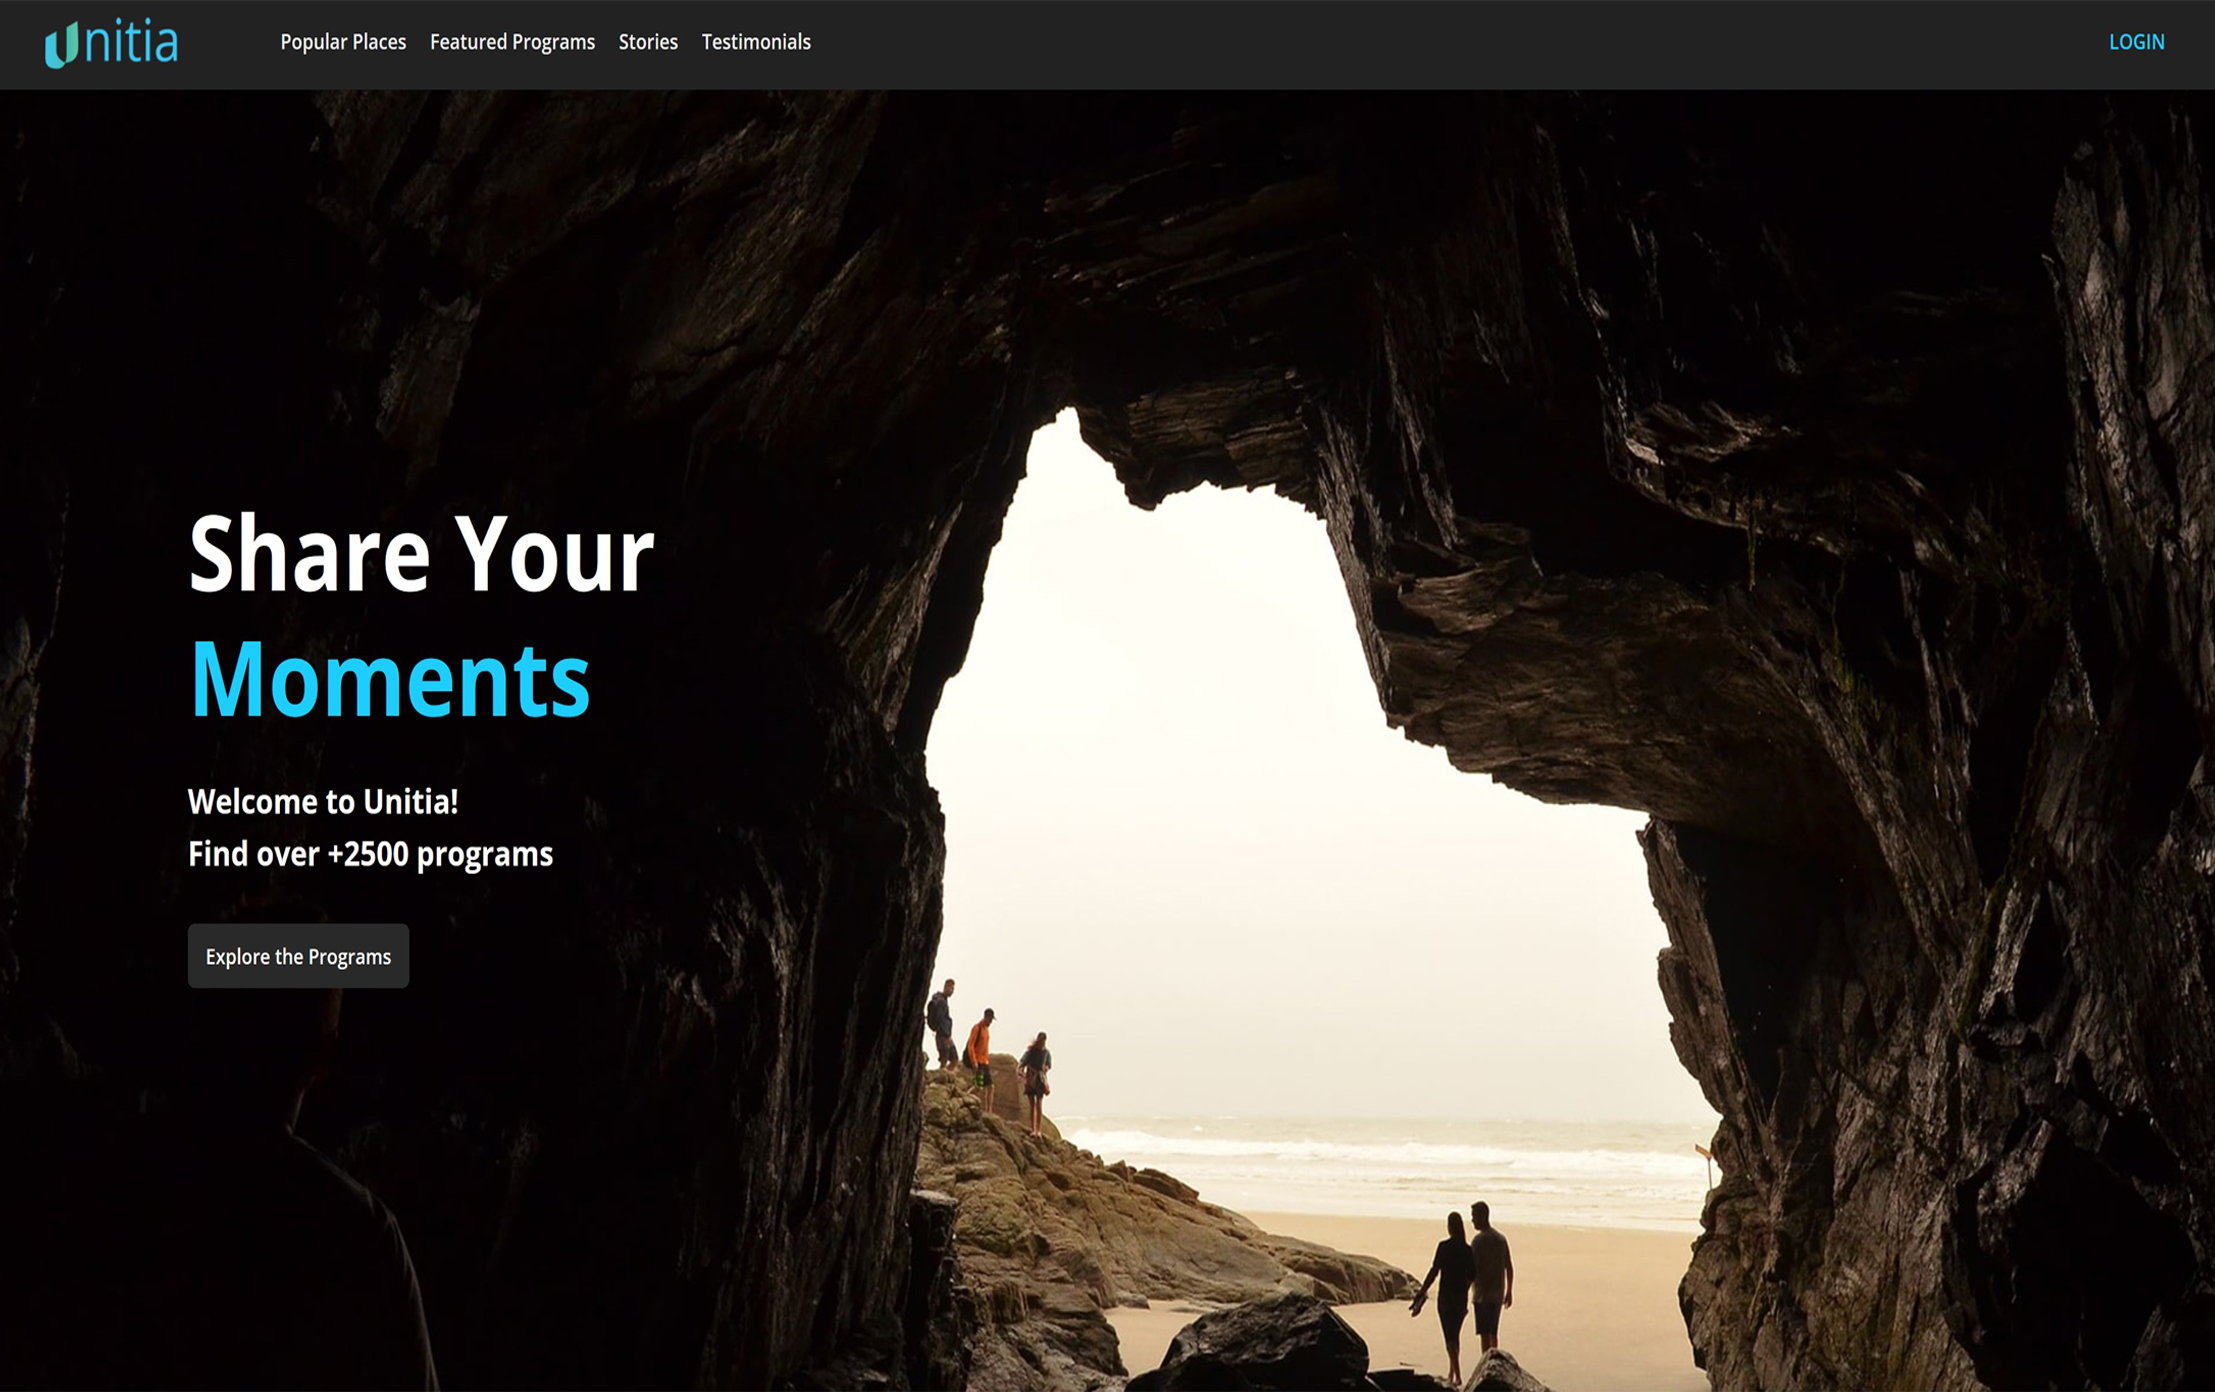 Unitia
Popular Places Featured Programs Stories Testimonials
LOGIN
Share Your
Moments
Welcome to Unitia!
Find over +2500 programs
Explore the Programs